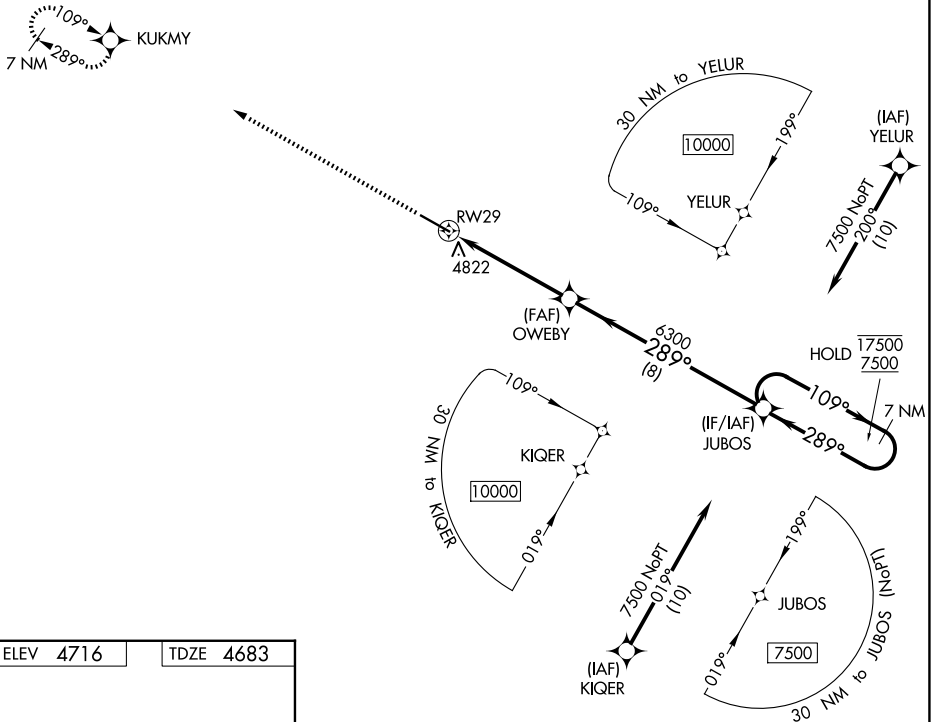 109°
KUKMY
7 NM
289°
30 NM to YELUR
10000
199°
YELUR
109°
(IAF)
YELUR
7500 NoPT
200°
(10)
RW29
4822
(FAF)
OWEBY
6300
289°
(8)
HOLD
17500
7500
109°
7 NM
289°
(IF/IAF)
JUBOS
109°
30 NM to KIQER
KIQER
10000
019°
7500 NoPT
019°
(10)
(IAF)
KIQER
199°
JUBOS
7500
019°
30 NM to JUBOS (NoPT)
ELEV 4716
TDZE 4683